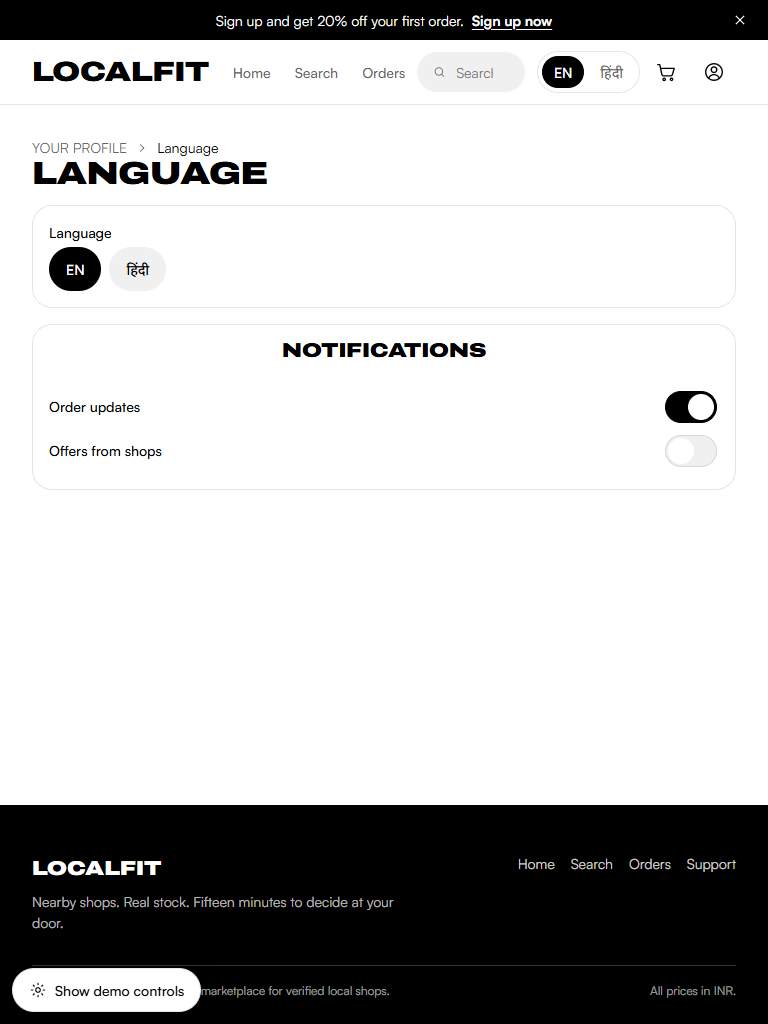 Sign up and get 20% off your first order. Sign up now
LOCALFIT
Home
Search
Orders
EN
हिंदी
YOUR PROFILE > Language
LANGUAGE
Language
EN
हिंदी
NOTIFICATIONS
Order updates
Offers from shops
LOCALFIT
Home
Search
Orders
Support
Nearby shops. Real stock. Fifteen minutes to decide at your
door.
Show demo controls
marketplace for verified local shops.
All prices in INR.